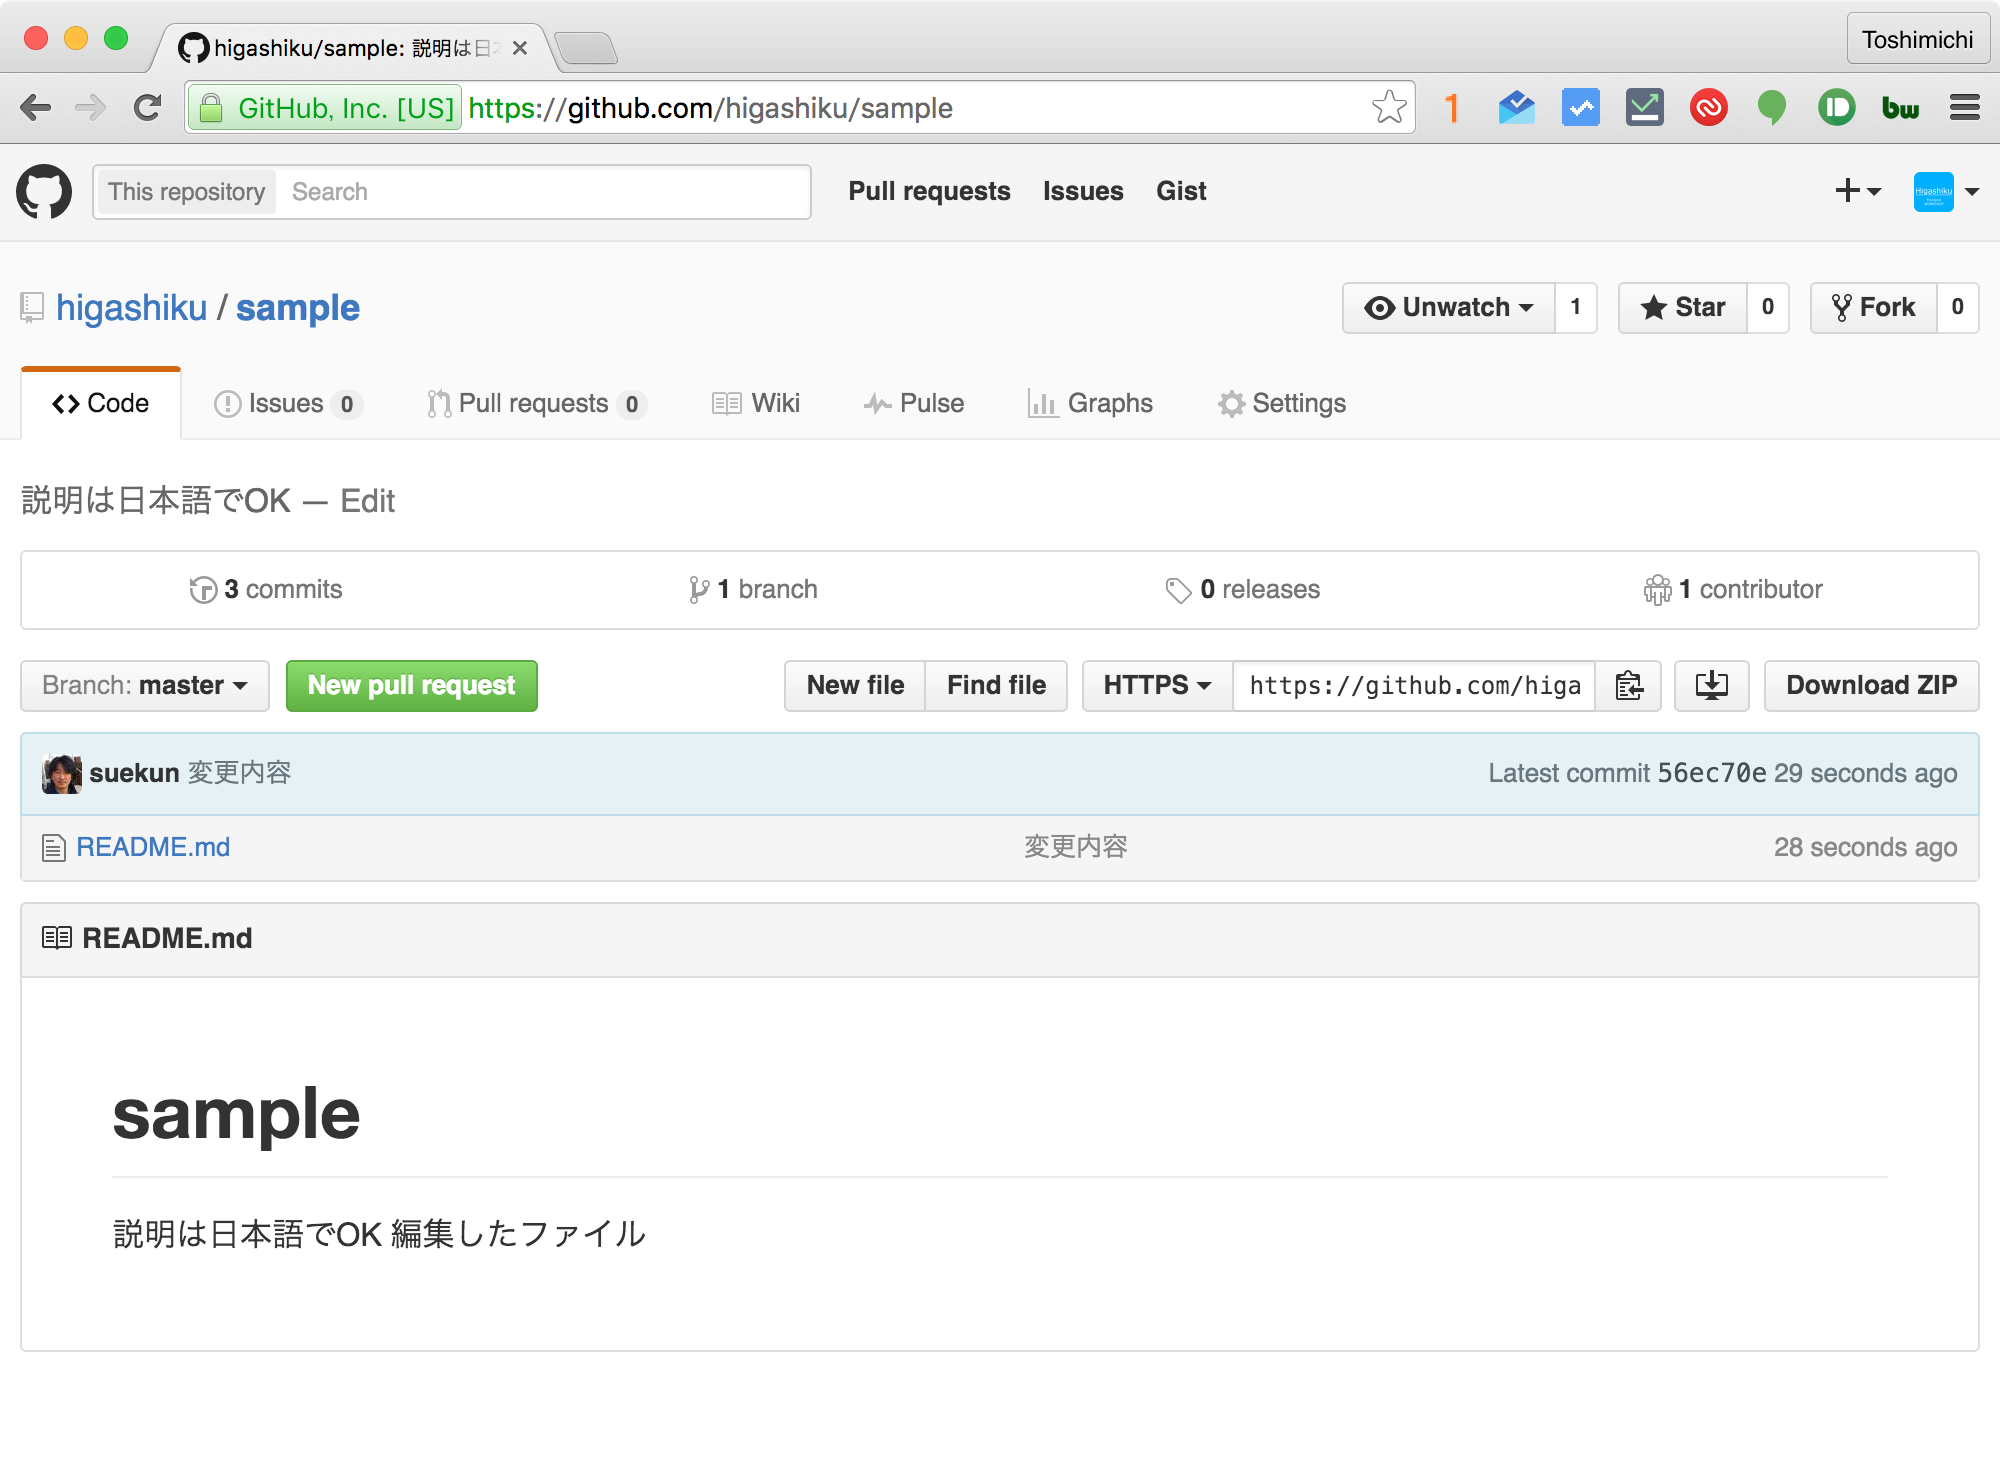 higashiku/sample: 説明は日
Toshimichi
GitHub, Inc. [US] https://github.com/higashiku/sample
1
bw
This repository Search Pull requests Issues Gist
Higashiku
higashiku / sample
Unwatch 1 Star 0 Fork 0
Code Issues 0 Pull requests 0 Wiki Pulse Graphs Settings
説明は日本語でOK — Edit
3 commits 1 branch 0 releases 1 contributor
Branch: master New pull request New file Find file HTTPS https://github.com/higa Download ZIP
suekun 変更内容 Latest commit 56ec70e 29 seconds ago
README.md 変更内容 28 seconds ago
README.md
sample
説明は日本語でOK 編集したファイル